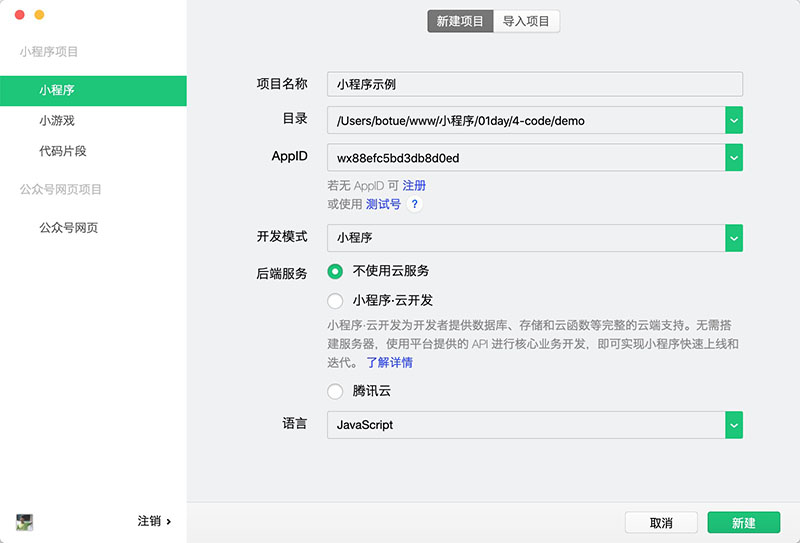 新建项目 导入项目
小程序项目
小程序
小游戏
代码片段
公众号网页项目
公众号网页
注销 ›
项目名称 小程序示例
目录 /Users/botue/www/小程序/01day/4-code/demo
AppID wx88efc5bd3db8d0ed
若无 AppID 可 注册
或使用 测试号 ?
开发模式 小程序
后端服务 不使用云服务
小程序·云开发
小程序·云开发为开发者提供数据库、存储和云函数等完整的云端支持。无需搭
建服务器，使用平台提供的 API 进行核心业务开发，即可实现小程序快速上线和
迭代。 了解详情
腾讯云
语言 JavaScript
取消 新建